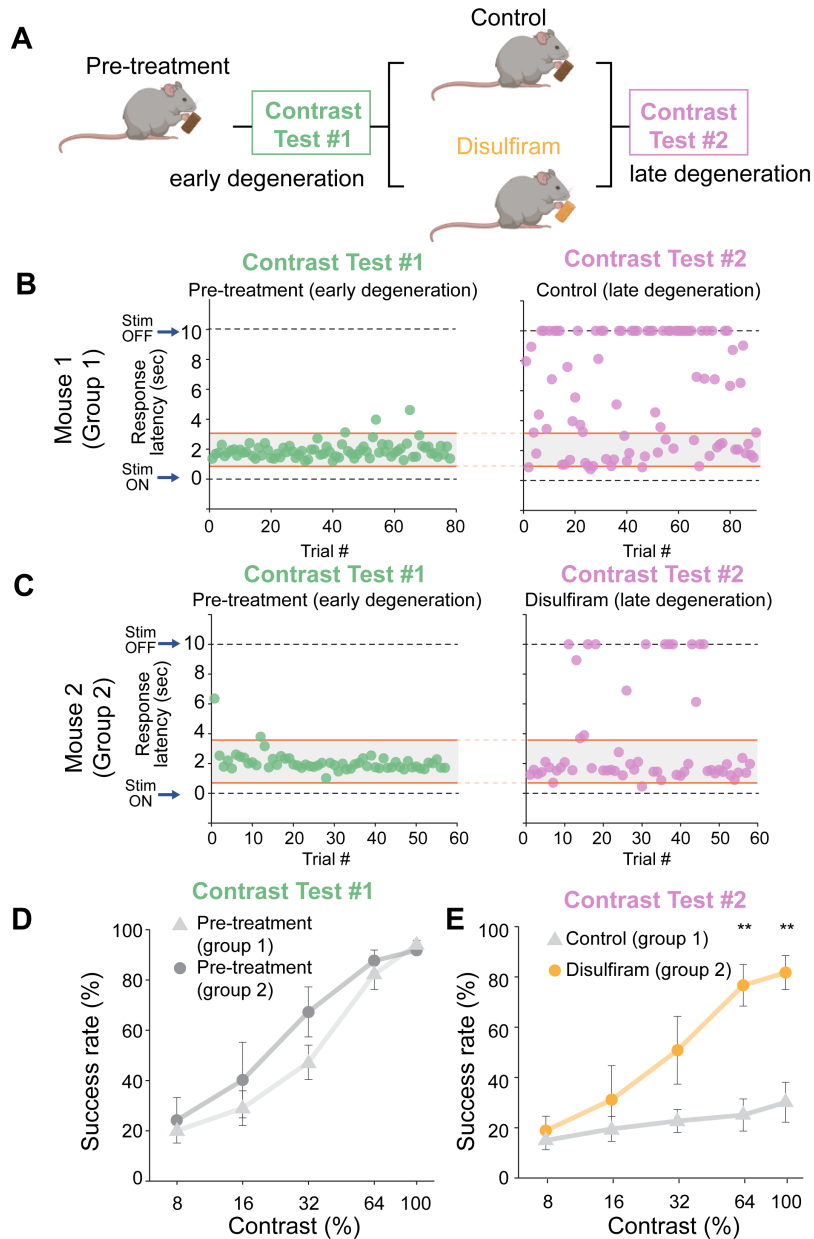 A
Pre-treatment
Control
Contrast
Test #1
Contrast
Test #2
Disulfiram
early degeneration
late degeneration
B
Contrast Test #1
Pre-treatment (early degeneration)
Contrast Test #2
Control (late degeneration)
Mouse 1
(Group 1)
Stim
OFF
Response
latency (sec)
Stim
ON
10
8
6
4
2
0
0 20 40 60 80
Trial #
0 20 40 60 80
Trial #
C
Contrast Test #1
Pre-treatment (early degeneration)
Contrast Test #2
Disulfiram (late degeneration)
Mouse 2
(Group 2)
Stim
OFF
Response
latency (sec)
Stim
ON
10
8
6
4
2
0
0 10 20 30 40 50 60
Trial #
0 10 20 30 40 50 60
Trial #
D
Contrast Test #1
Pre-treatment
(group 1)
Pre-treatment
(group 2)
Success rate (%)
100
80
60
40
20
0
8 16 32 64 100
Contrast (%)
E
Contrast Test #2
Control (group 1)
Disulfiram (group 2)
** **
Success rate (%)
100
80
60
40
20
0
8 16 32 64 100
Contrast (%)